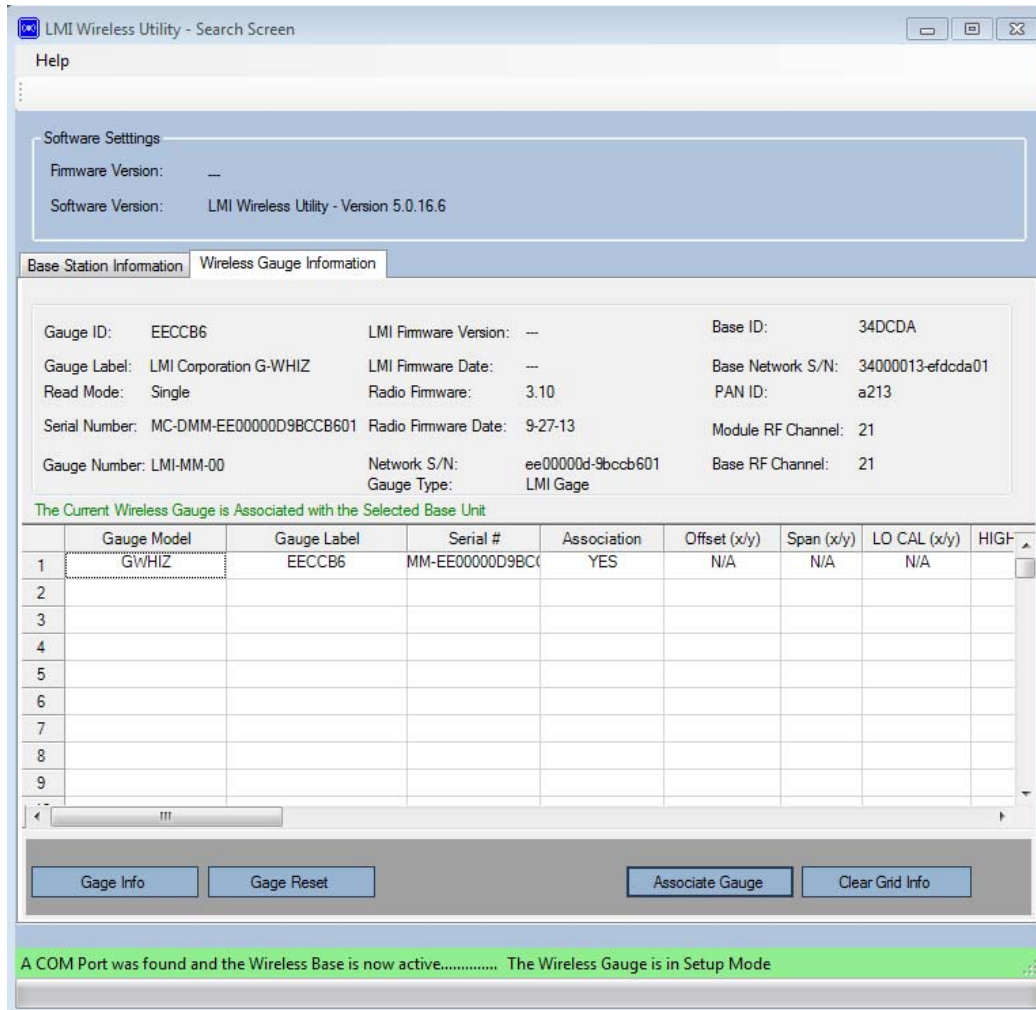 LMI Wireless Utility - Search Screen
Help
Software Setttings
Firmware Version: ---
Software Version: LMI Wireless Utility - Version 5.0.16.6
Base Station Information Wireless Gauge Information
Gauge ID: EECCB6 LMI Firmware Version: --- Base ID: 34DCDA
Gauge Label: LMI Corporation G-WHIZ LMI Firmware Date: --- Base Network S/N: 34000013-efdcda01
Read Mode: Single Radio Firmware: 3.10 PAN ID: a213
Serial Number: MC-DMM-EE00000D9BCCB601 Radio Firmware Date: 9-27-13 Module RF Channel: 21
Gauge Number: LMI-MM-00 Network S/N: ee00000d-9bccb601 Base RF Channel: 21
Gauge Type: LMI Gage
The Current Wireless Gauge is Associated with the Selected Base Unit
Gauge Model Gauge Label Serial # Association Offset (x/y) Span (x/y) LO CAL (x/y) HIGH
1 GWHIZ EECCB6 MM-EE00000D9BC YES N/A N/A N/A
2
3
4
5
6
7
8
9
Gage Info Gage Reset Associate Gauge Clear Grid Info
A COM Port was found and the Wireless Base is now active.............. The Wireless Gauge is in Setup Mode